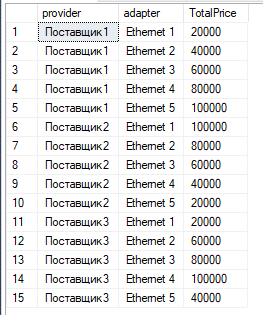 provider adapter TotalPrice
1 Поставщик1 Ethernet 1 20000
2 Поставщик1 Ethernet 2 40000
3 Поставщик1 Ethernet 3 60000
4 Поставщик1 Ethernet 4 80000
5 Поставщик1 Ethernet 5 100000
6 Поставщик2 Ethernet 1 100000
7 Поставщик2 Ethernet 2 80000
8 Поставщик2 Ethernet 3 60000
9 Поставщик2 Ethernet 4 40000
10 Поставщик2 Ethernet 5 20000
11 Поставщик3 Ethernet 1 20000
12 Поставщик3 Ethernet 2 60000
13 Поставщик3 Ethernet 3 80000
14 Поставщик3 Ethernet 4 100000
15 Поставщик3 Ethernet 5 40000